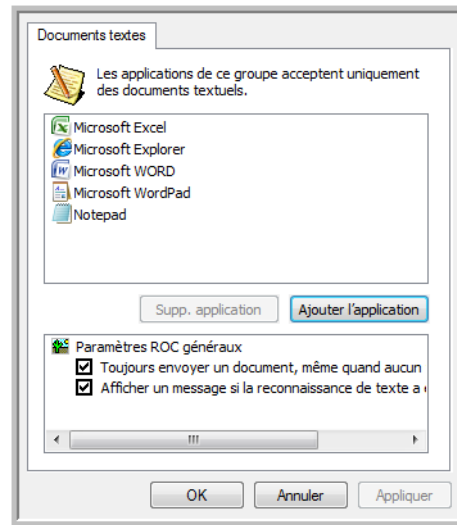 Documents textes
Les applications de ce groupe acceptent uniquement
des documents textuels.
Microsoft Excel
Microsoft Explorer
Microsoft WORD
Microsoft WordPad
Notepad
Supp. application
Ajouter l'application
Paramètres ROC généraux
Toujours envoyer un document, même quand aucun
Afficher un message si la reconnaissance de texte a
OK
Annuler
Appliquer